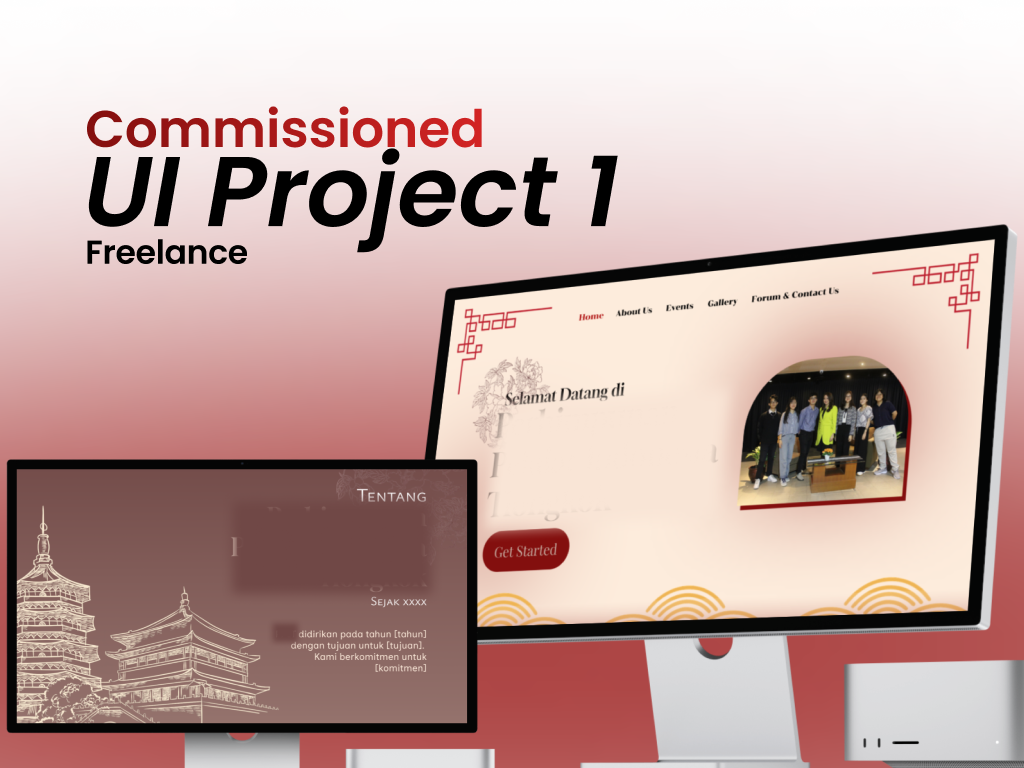 Commissioned
UI Project 1
Freelance
Home About Us Events Gallery Forum & Contact Us
Selamat Datang di
Get Started
TENTANG
SEJAK XXXX
didirikan pada tahun [tahun]
dengan tujuan untuk [tujuan].
Kami berkomitmen untuk
[komitmen]